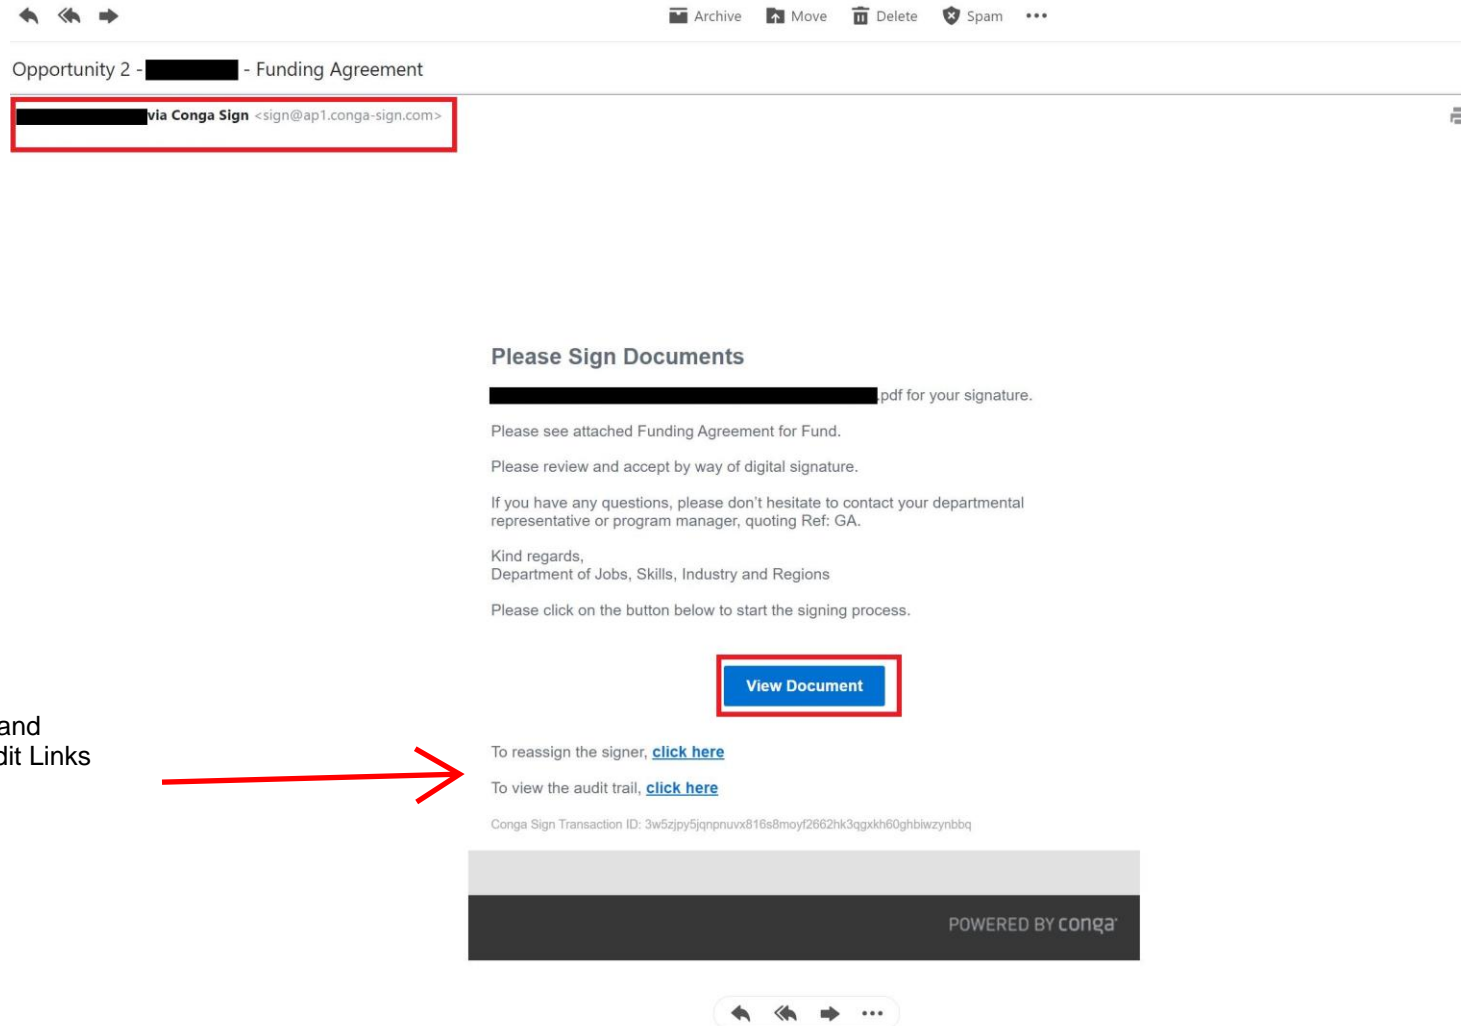 Archive Move Delete Spam
Opportunity 2 - - Funding Agreement
via Conga Sign <sign@ap1.conga-sign.com>
Please Sign Documents
.pdf for your signature.
Please see attached Funding Agreement for Fund.
Please review and accept by way of digital signature.
If you have any questions, please don't hesitate to contact your departmental
representative or program manager, quoting Ref: GA.
Kind regards,
Department of Jobs, Skills, Industry and Regions
Please click on the button below to start the signing process.
View Document
and
dit Links
To reassign the signer, click here
To view the audit trail, click here
Conga Sign Transaction ID: 3w5zjpy5jqnpnuvx816s8moyf2662hk3qgxkh60ghbiwzynbbq
POWERED BY conga